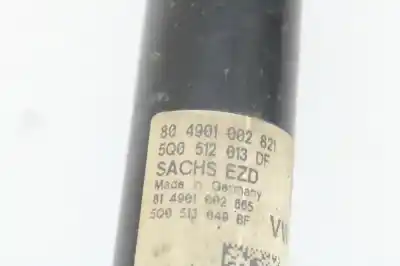 80 4901 002 821
5Q0 512 013 DF
SACHS EZD
Made in Germany
81 4901 002 865
5Q0 513 049 BF
VW